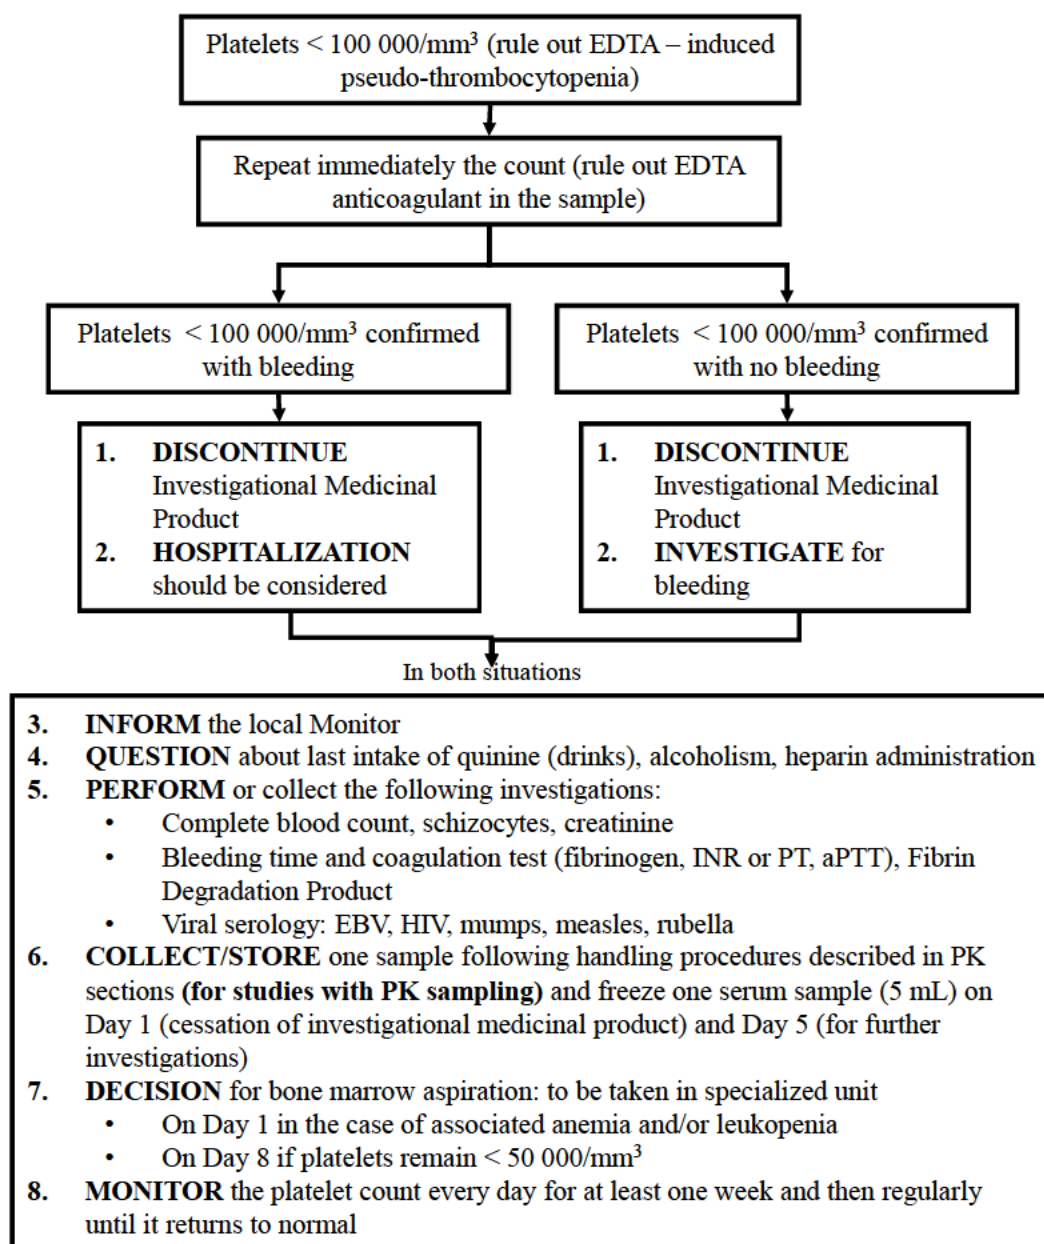 Platelets < 100 000/mm³ (rule out EDTA – induced
pseudo-thrombocytopenia)
Repeat immediately the count (rule out EDTA
anticoagulant in the sample)
Platelets < 100 000/mm³ confirmed
with bleeding
Platelets < 100 000/mm³ confirmed
with no bleeding
1. DISCONTINUE
Investigational Medicinal
Product
2. HOSPITALIZATION
should be considered
1. DISCONTINUE
Investigational Medicinal
Product
2. INVESTIGATE for
bleeding
In both situations
3. INFORM the local Monitor
4. QUESTION about last intake of quinine (drinks), alcoholism, heparin administration
5. PERFORM or collect the following investigations:
• Complete blood count, schizocytes, creatinine
• Bleeding time and coagulation test (fibrinogen, INR or PT, aPTT), Fibrin
Degradation Product
• Viral serology: EBV, HIV, mumps, measles, rubella
6. COLLECT/STORE one sample following handling procedures described in PK
sections (for studies with PK sampling) and freeze one serum sample (5 mL) on
Day 1 (cessation of investigational medicinal product) and Day 5 (for further
investigations)
7. DECISION for bone marrow aspiration: to be taken in specialized unit
• On Day 1 in the case of associated anemia and/or leukopenia
• On Day 8 if platelets remain < 50 000/mm³
8. MONITOR the platelet count every day for at least one week and then regularly
until it returns to normal